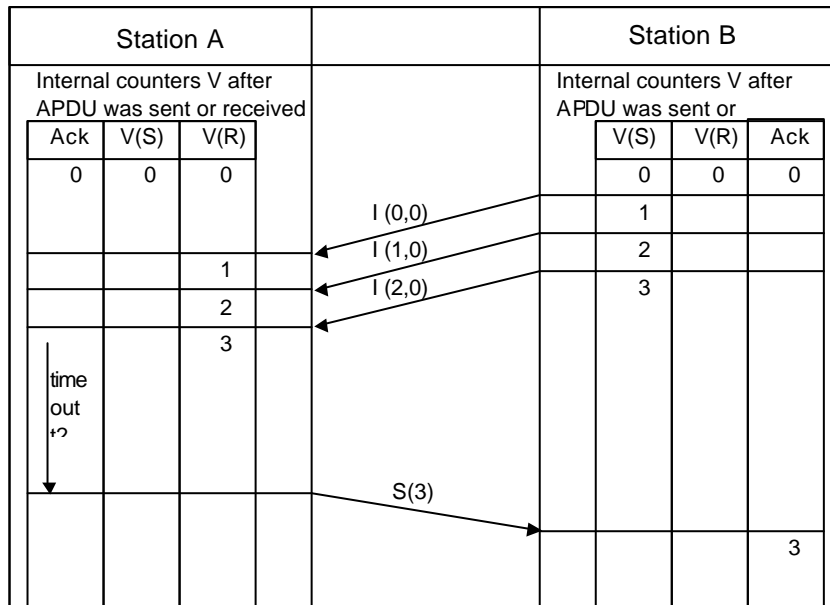 Station A
Station B
Internal counters V after
APDU was sent or received
Internal counters V after
APDU was sent or
Ack V(S) V(R)
V(S) V(R) Ack
0 0 0
0 0 0
I (0,0)
1
I (1,0)
1
2
I (2,0)
2
3
3
time
out
S(3)
3